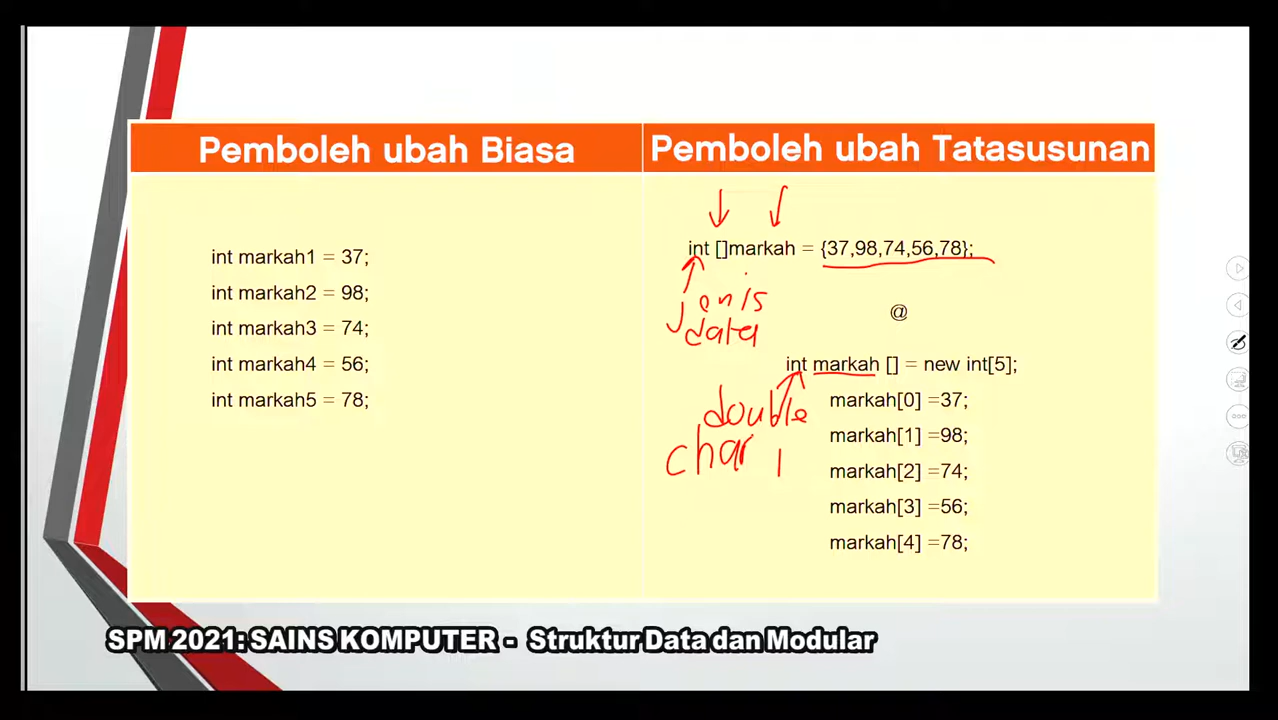 Pemboleh ubah Biasa
Pemboleh ubah Tatasusunan
int markah1 = 37;
int markah2 = 98;
int markah3 = 74;
int markah4 = 56;
int markah5 = 78;
int []markah = {37,98,74,56,78};
jenis
data
@
int markah [] = new int[5];
double
char
markah[0] =37;
markah[1] =98;
markah[2] =74;
markah[3] =56;
markah[4] =78;
SPM 2021: SAINS KOMPUTER - Struktur Data dan Modular